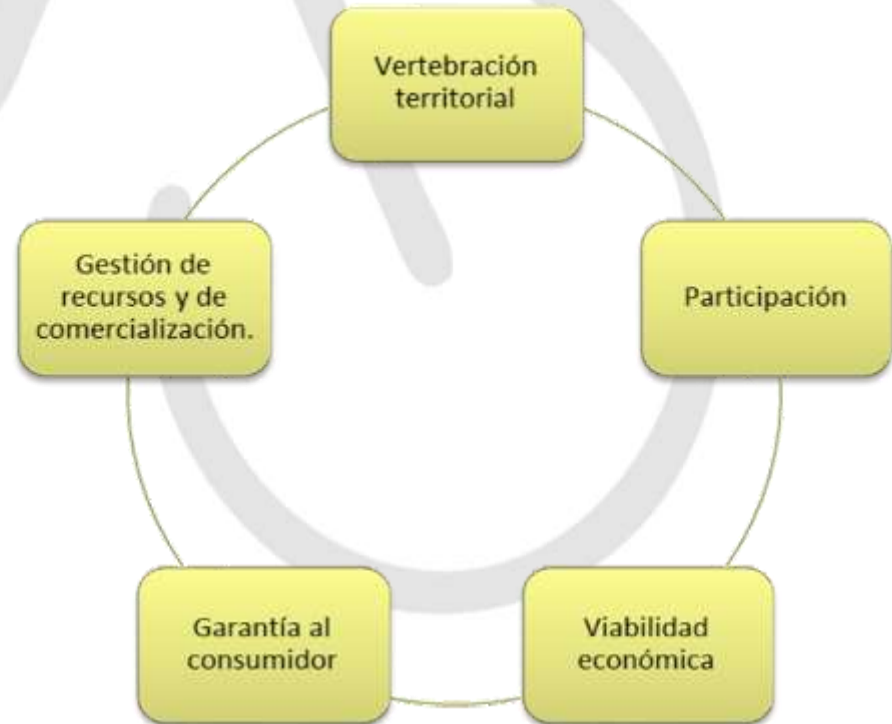 Vertebración
territorial
Participación
Viabilidad
económica
Garantía al
consumidor
Gestión de
recursos y de
comercialización.